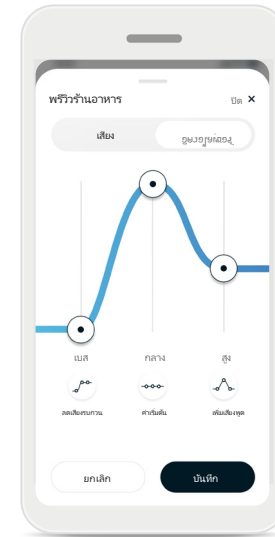 พรีวิวร้านอาหาร ปิด ×
เสียง
เบส กลาง สูง
ลดเสียงรบกวน ค่าเริ่มต้น เพิ่มเสียงพูด
ยกเลิก บันทึก